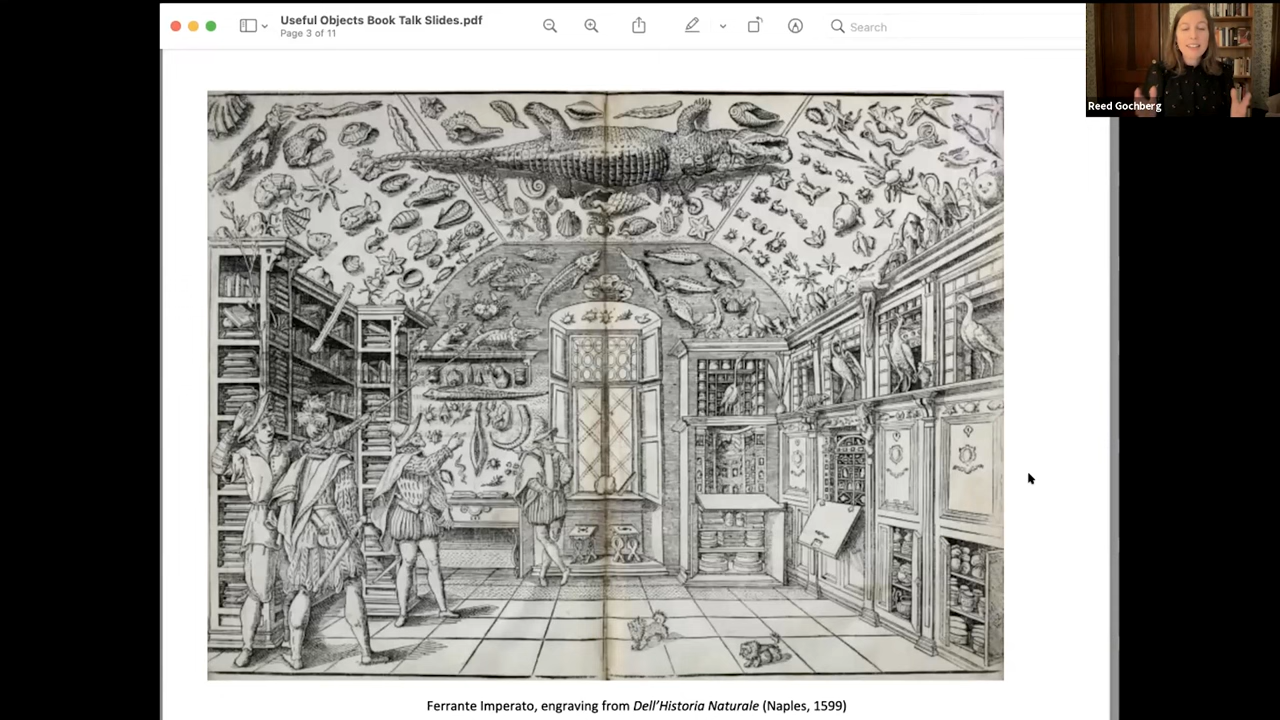 Useful Objects Book Talk Slides.pdf
Page 3 of 11
Search
Reed Gochberg
Ferrante Imperato, engraving from Dell'Historia Naturale (Naples, 1599)